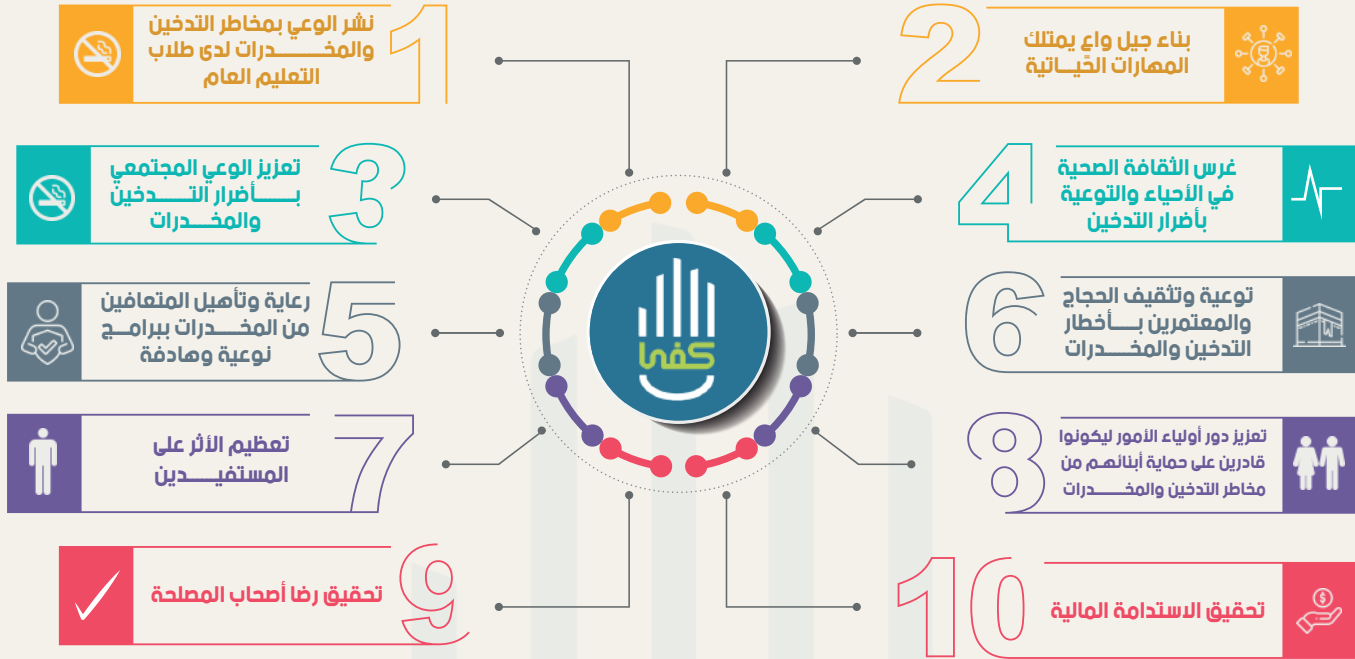 1
نشر الوعي بمخاطر التدخين
والمخدرات لدى طلاب
التعليم العام
2
بناء جيل واعٍ يمتلك
المهارات الحياتية
3
تعزيز الوعي المجتمعي
بأضرار التدخين
والمخدرات
4
غرس الثقافة الصحية
في الأحياء والتوعية
بأضرار التدخين
5
رعاية وتأهيل المتعافين
من المخدرات ببرامج
نوعية وهادفة
6
توعية وتثقيف الحجاج
والمعتمرين بأخطار
التدخين والمخدرات
7
تعظيم الأثر على
المستفيدين
8
تعزيز دور أولياء الأمور ليكونوا
قادرين على حماية أبنائهم من
مخاطر التدخين والمخدرات
9
تحقيق رضا أصحاب المصلحة
10
تحقيق الاستدامة المالية
$
كفى